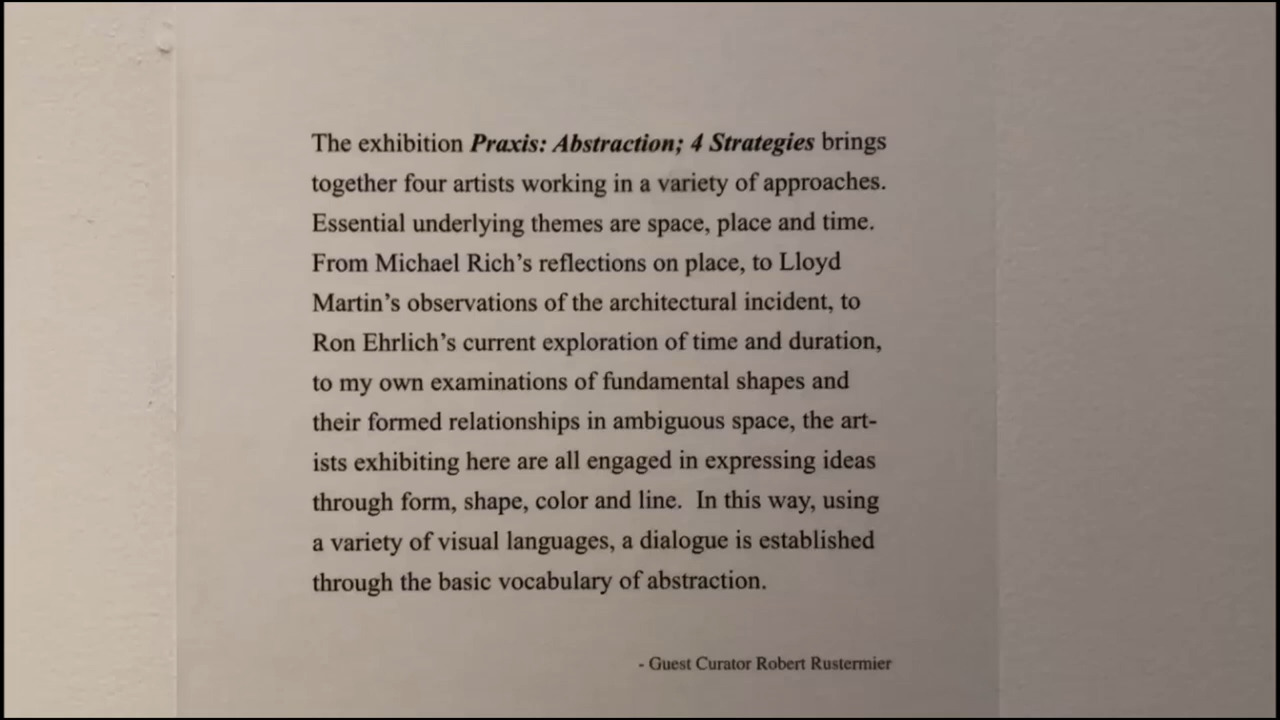 The exhibition Praxis: Abstraction; 4 Strategies brings
together four artists working in a variety of approaches.
Essential underlying themes are space, place and time.
From Michael Rich’s reflections on place, to Lloyd
Martin’s observations of the architectural incident, to
Ron Ehrlich’s current exploration of time and duration,
to my own examinations of fundamental shapes and
their formed relationships in ambiguous space, the art-
ists exhibiting here are all engaged in expressing ideas
through form, shape, color and line.  In this way, using
a variety of visual languages, a dialogue is established
through the basic vocabulary of abstraction.
- Guest Curator Robert Rustermier